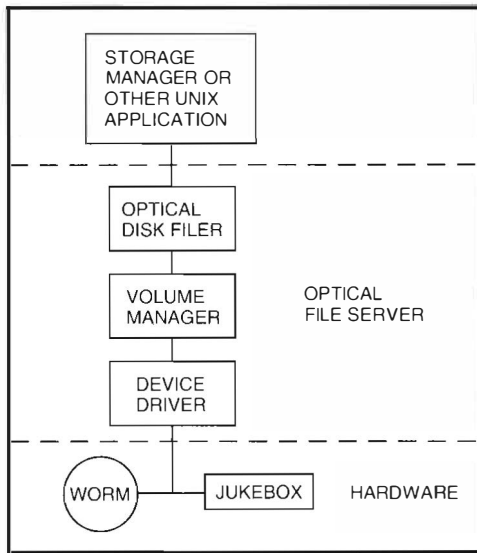 STORAGE
MANAGER OR
OTHER UNIX
APPLICATION
OPTICAL
DISK FILER
VOLUME
MANAGER
OPTICAL
FILE SERVER
DEVICE
DRIVER
WORM
JUKEBOX
HARDWARE